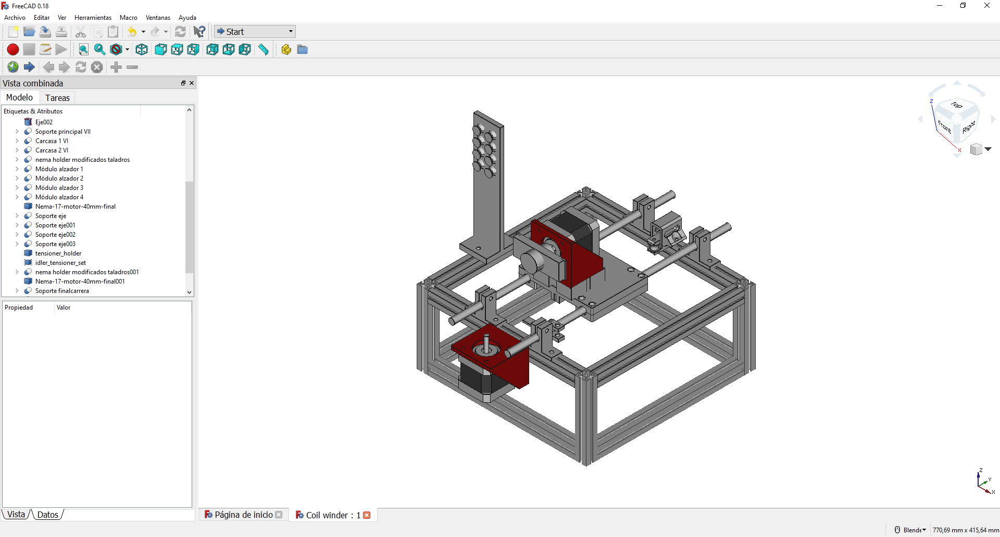 FreeCAD 0.18
Archivo Editar Ver Herramientas Macro Ventanas Ayuda
Start
Vista combinada
Modelo Tareas
Etiquetas & Atributos
Eje002
Soporte principal VII
Carcasa 1 VI
Carcasa 2 VI
nema holder modificados taladros
Módulo alzador 1
Módulo alzador 2
Módulo alzador 3
Módulo alzador 4
Nema-17-motor-40mm-final
Soporte eje
Soporte eje001
Soporte eje002
Soporte eje003
tensioner_holder
idler_tensioner_set
nema holder modificados taladros001
Nema-17-motor-40mm-final001
Soporte finalcarrera
Propiedad Valor
Vista Datos
Z
Top
Front Right
X
Z
Y
X
Página de inicio Coil winder : 1
Blende 770,69 mm x 415,64 mm